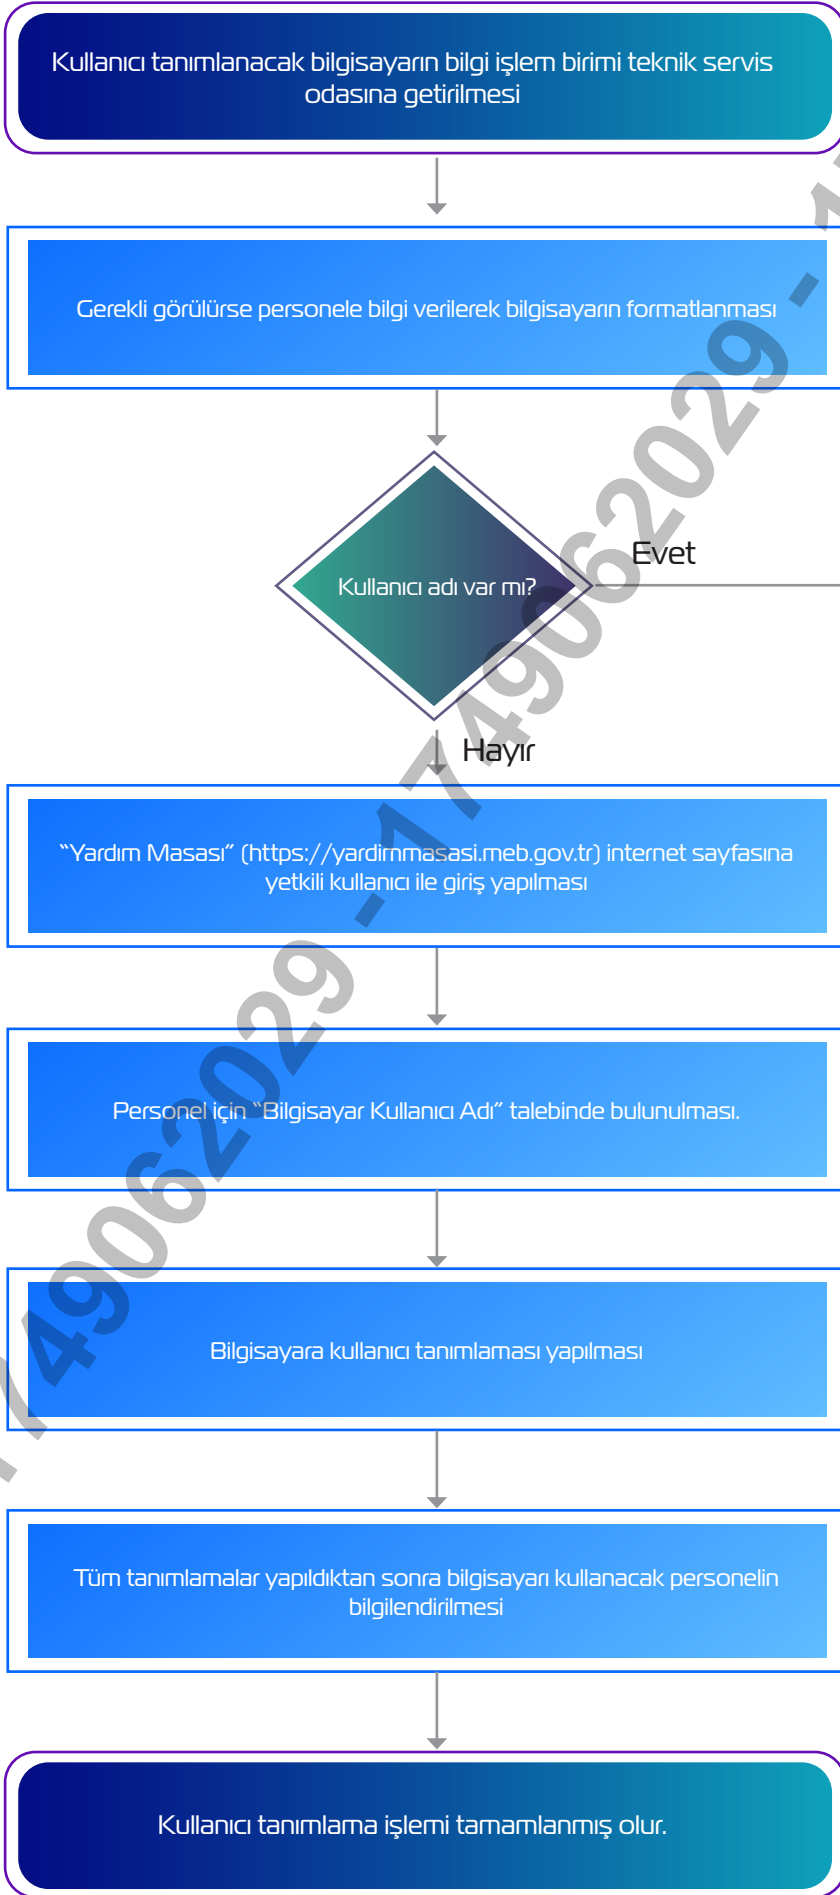 Kullanıcı tanımlanacak bilgisayarın bilgi işlem birimi teknik servis
odasına getirilmesi
Gerekli görülürse personele bilgi verilerek bilgisayarın formatlanması
Kullanıcı adı var mı?
Evet
Hayır
“Yardım Masası” (https://yardimmasasi.meb.gov.tr) internet sayfasına
yetkili kullanıcı ile giriş yapılması
Personel için “Bilgisayar Kullanıcı Adı” talebinde bulunulması.
Bilgisayara kullanıcı tanımlaması yapılması
Tüm tanımlamalar yapıldıktan sonra bilgisayarı kullanacak personelin
bilgilendirilmesi
Kullanıcı tanımlama işlemi tamamlanmış olur.
1749062029 - 1749062029 - 1